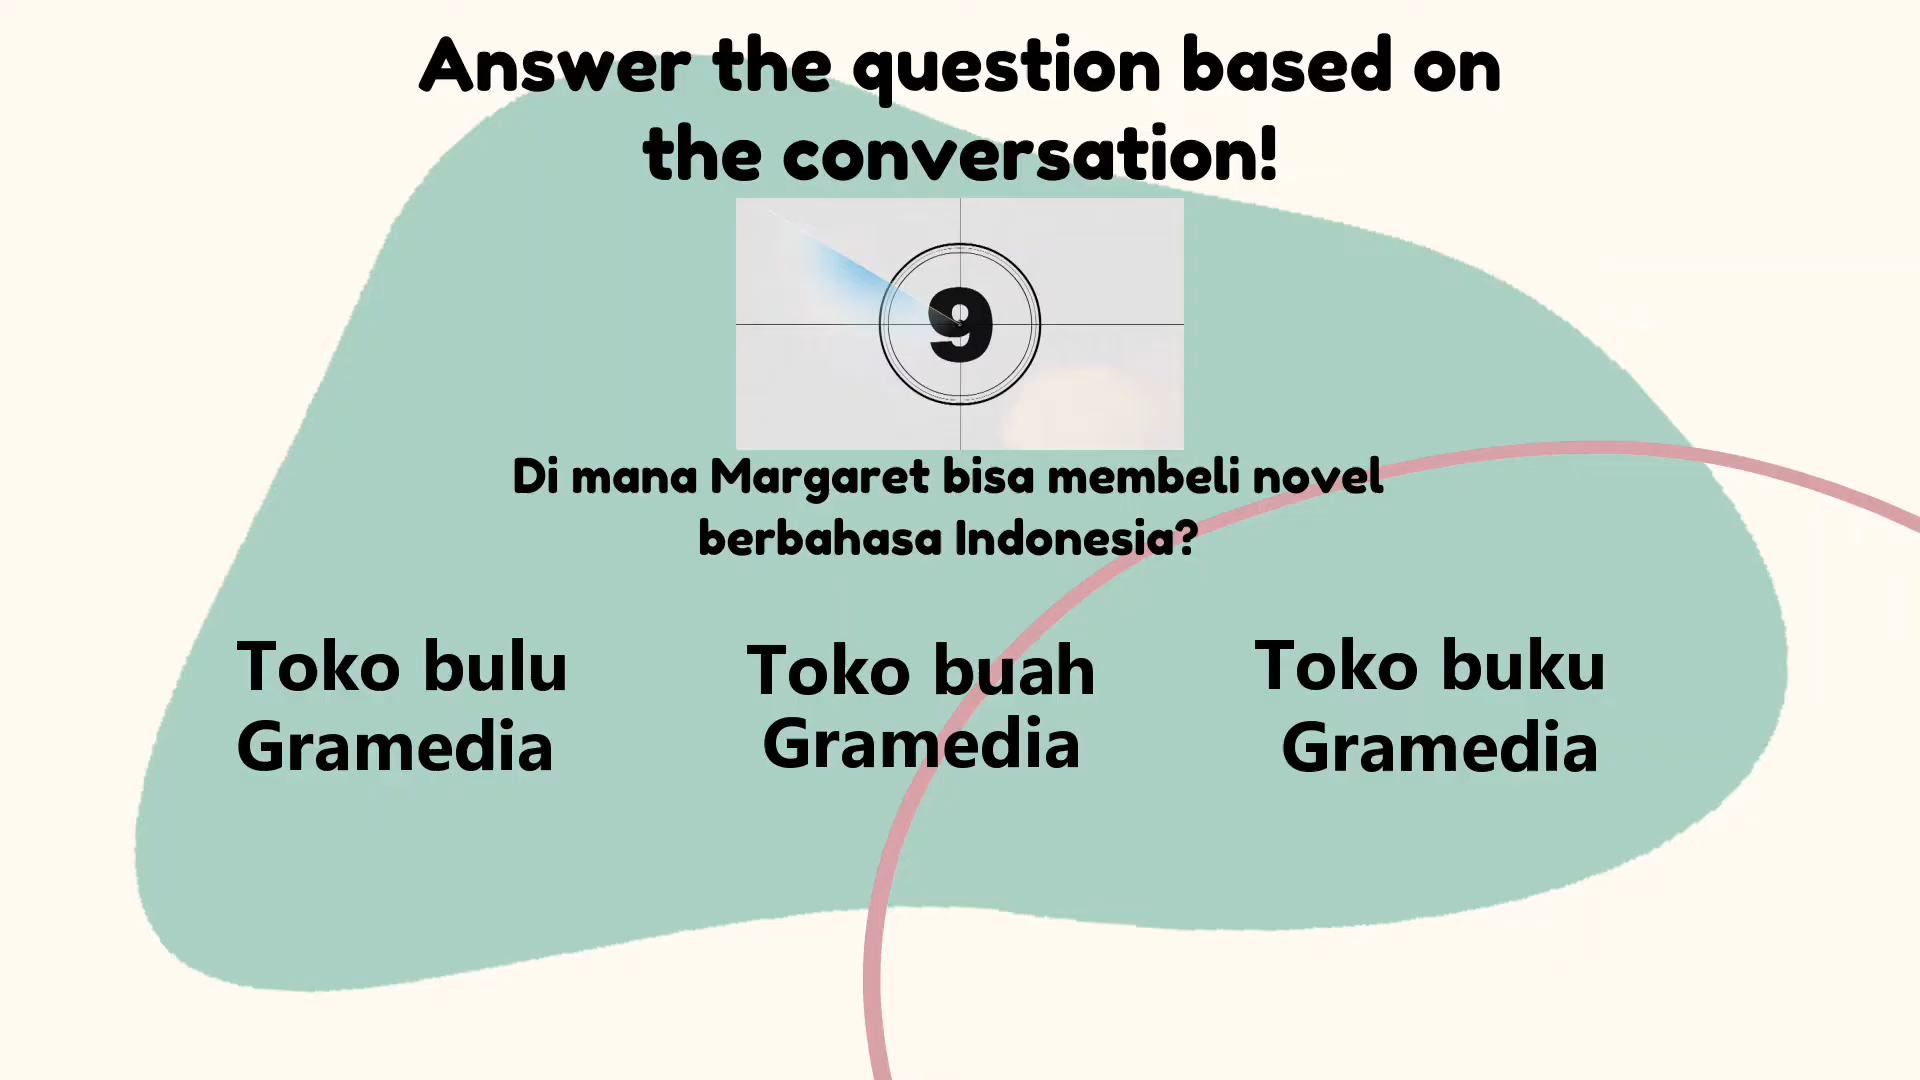 Answer the question based on
the conversation!
9
Di mana Margaret bisa membeli novel
berbahasa Indonesia?
Toko bulu
Gramedia
Toko buah
Gramedia
Toko buku
Gramedia